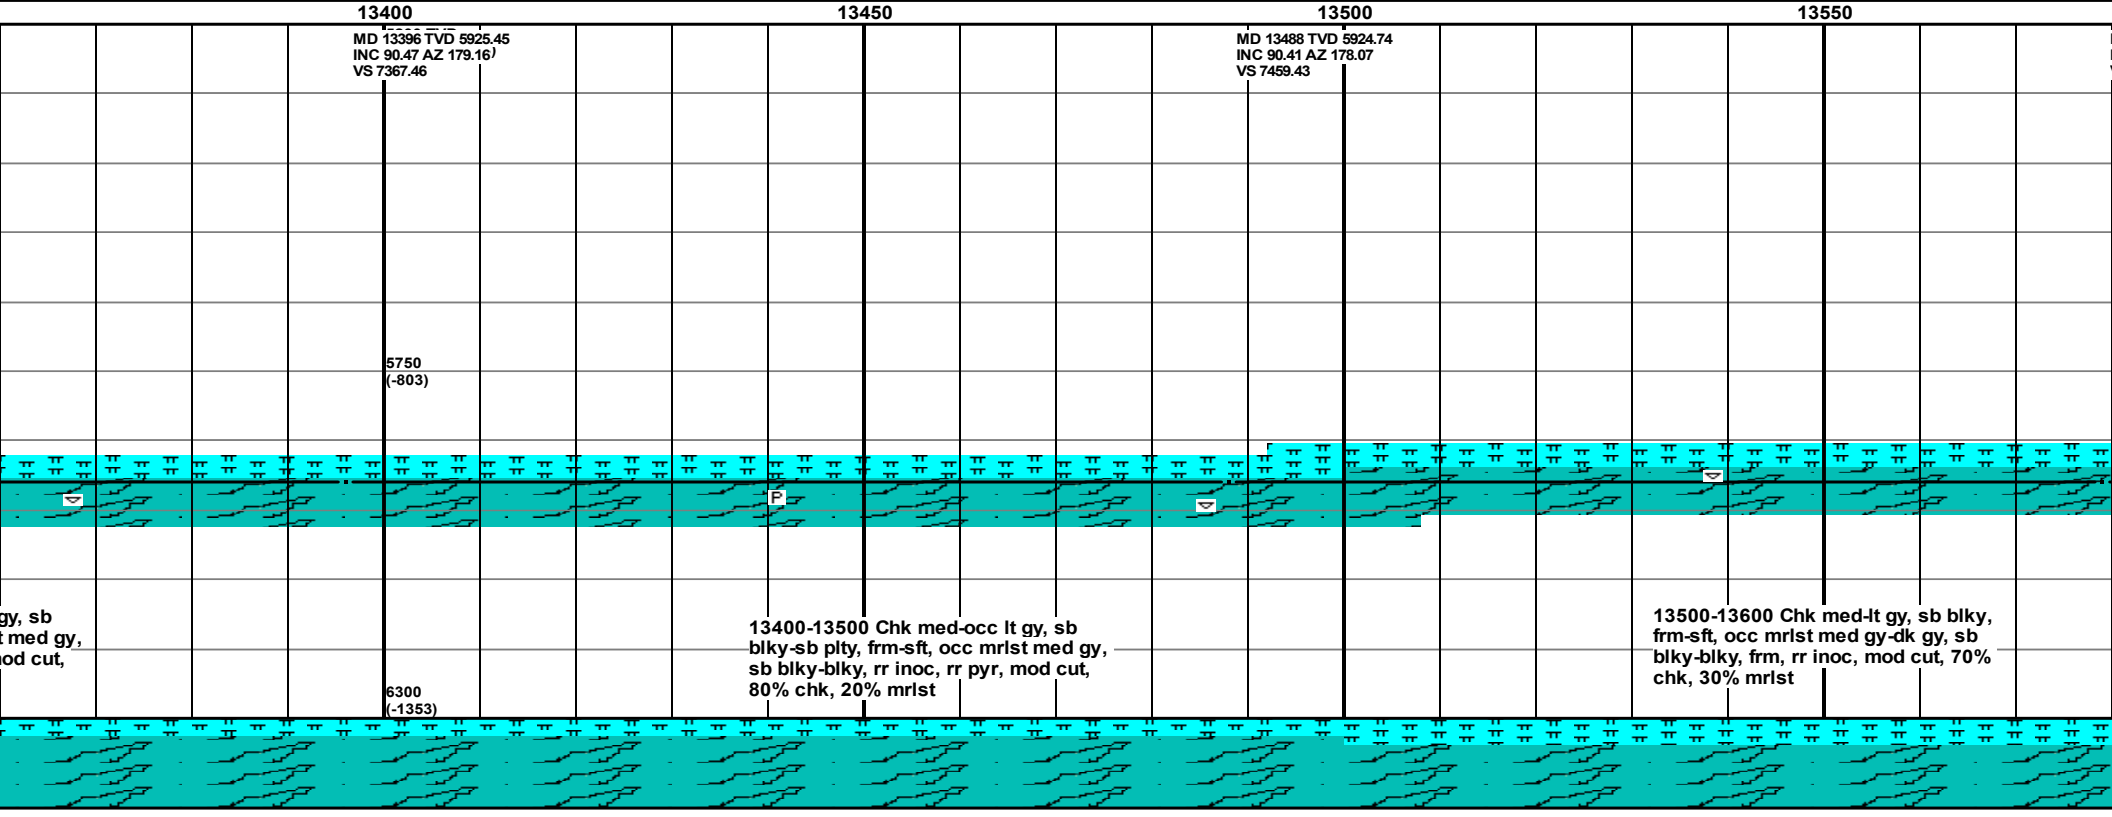 13400 13450 13500 13550
MD 13396 TVD 5925.45
INC 90.47 AZ 179.16
VS 7367.46
MD 13488 TVD 5924.74
INC 90.41 AZ 178.07
VS 7459.43
5750
(-803)
P
gy, sb
t med gy,
od cut,
13400-13500 Chk med-occ lt gy, sb
blky-sb plty, frm-sft, occ mrlst med gy,
sb blky-blky, rr inoc, rr pyr, mod cut,
80% chk, 20% mrlst
13500-13600 Chk med-lt gy, sb blky,
frm-sft, occ mrlst med gy-dk gy, sb
blky-blky, frm, rr inoc, mod cut, 70%
chk, 30% mrlst
6300
(-1353)